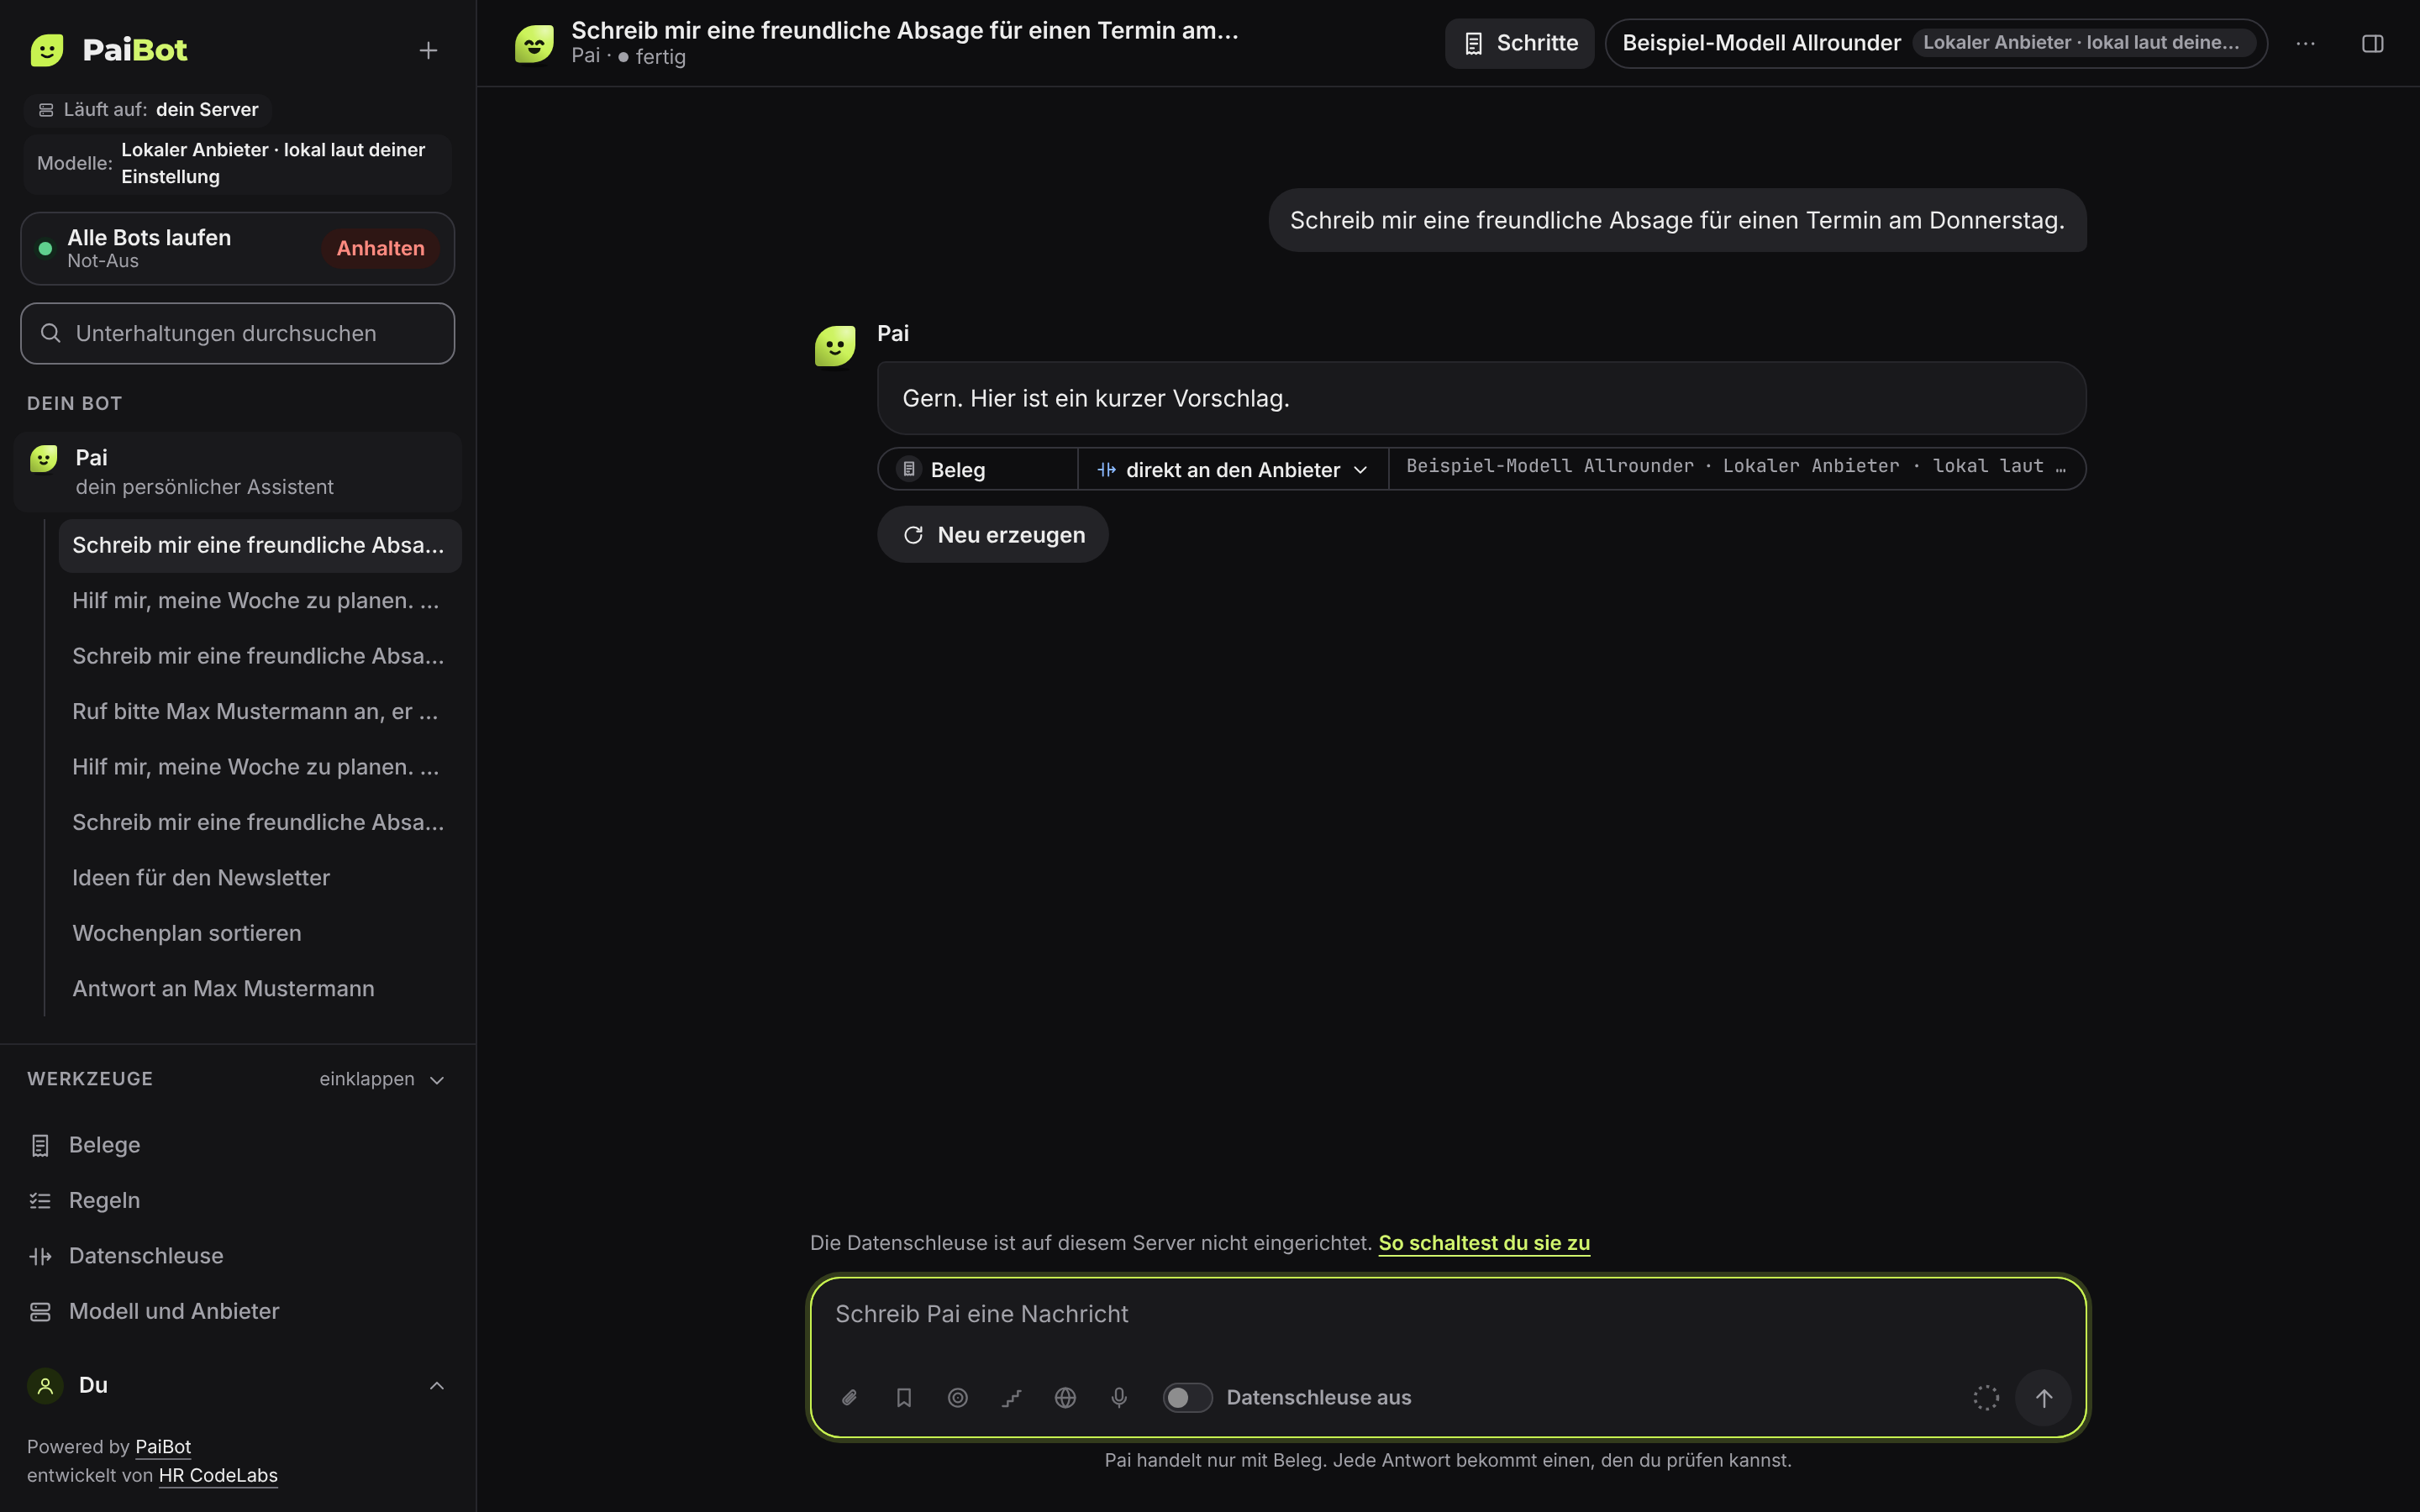 PaiBot
Läuft auf: dein Server
Modelle: Lokaler Anbieter · lokal laut deiner
Einstellung
Alle Bots laufen
Not-Aus
Anhalten
Unterhaltungen durchsuchen
DEIN BOT
Pai
dein persönlicher Assistent
Schreib mir eine freundliche Absa...
Hilf mir, meine Woche zu planen. ...
Schreib mir eine freundliche Absa...
Ruf bitte Max Mustermann an, er ...
Hilf mir, meine Woche zu planen. ...
Schreib mir eine freundliche Absa...
Ideen für den Newsletter
Wochenplan sortieren
Antwort an Max Mustermann
WERKZEUGE einklappen
Belege
Regeln
Datenschleuse
Modell und Anbieter
Du
Powered by PaiBot
entwickelt von HR CodeLabs
Schreib mir eine freundliche Absage für einen Termin am...
Pai · fertig
Schritte
Beispiel-Modell Allrounder Lokaler Anbieter · lokal laut deine...
Schreib mir eine freundliche Absage für einen Termin am Donnerstag.
Pai
Gern. Hier ist ein kurzer Vorschlag.
Beleg direkt an den Anbieter Beispiel-Modell Allrounder · Lokaler Anbieter · lokal laut …
Neu erzeugen
Die Datenschleuse ist auf diesem Server nicht eingerichtet. So schaltest du sie zu
Schreib Pai eine Nachricht
Datenschleuse aus
Pai handelt nur mit Beleg. Jede Antwort bekommt einen, den du prüfen kannst.